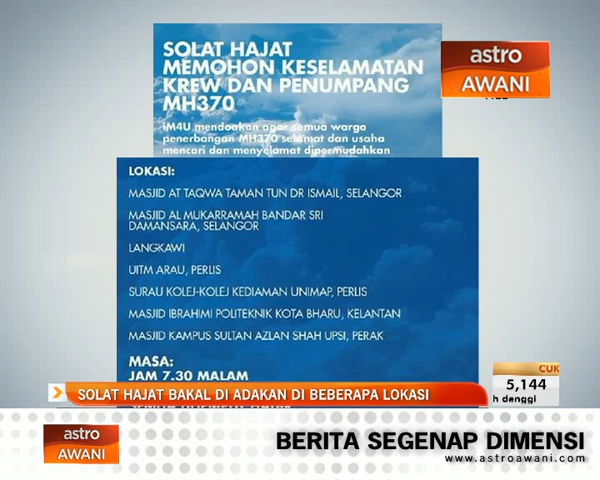 SOLAT HAJAT
MEMOHON KESELAMATAN
KREW DAN PENUMPANG
MH370
iM4U mendoakan agar semua warga
penerbangan MH370 selamat dan usaha
mencari dan menyelamat dipermudahkan
astro
AWANI
LOKASI:
MASJID AT TAQWA TAMAN TUN DR ISMAIL, SELANGOR
MASJID AL MUKARRAMAH BANDAR SRI
DAMANSARA, SELANGOR
LANGKAWI
UITM ARAU, PERLIS
SURAU KOLEJ-KOLEJ KEDIAMAN UNIMAP, PERLIS
MASJID IBRAHIMI POLITEKNIK KOTA BHARU, KELANTAN
MASJID KAMPUS SULTAN AZLAN SHAH UPSI, PERAK
MASA:
JAM 7.30 MALAM
SOLAT HAJAT BAKAL DI ADAKAN DI BEBERAPA LOKASI
CUK
5,144
h denggi
astro
AWANI
BERITA SEGENAP DIMENSI
www.astroawani.com